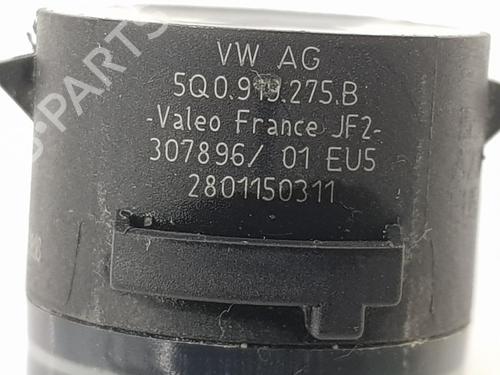 VW AG
5Q0.919.275.B
-Valeo France JF2-
307896/ 01 EU5
2801150311